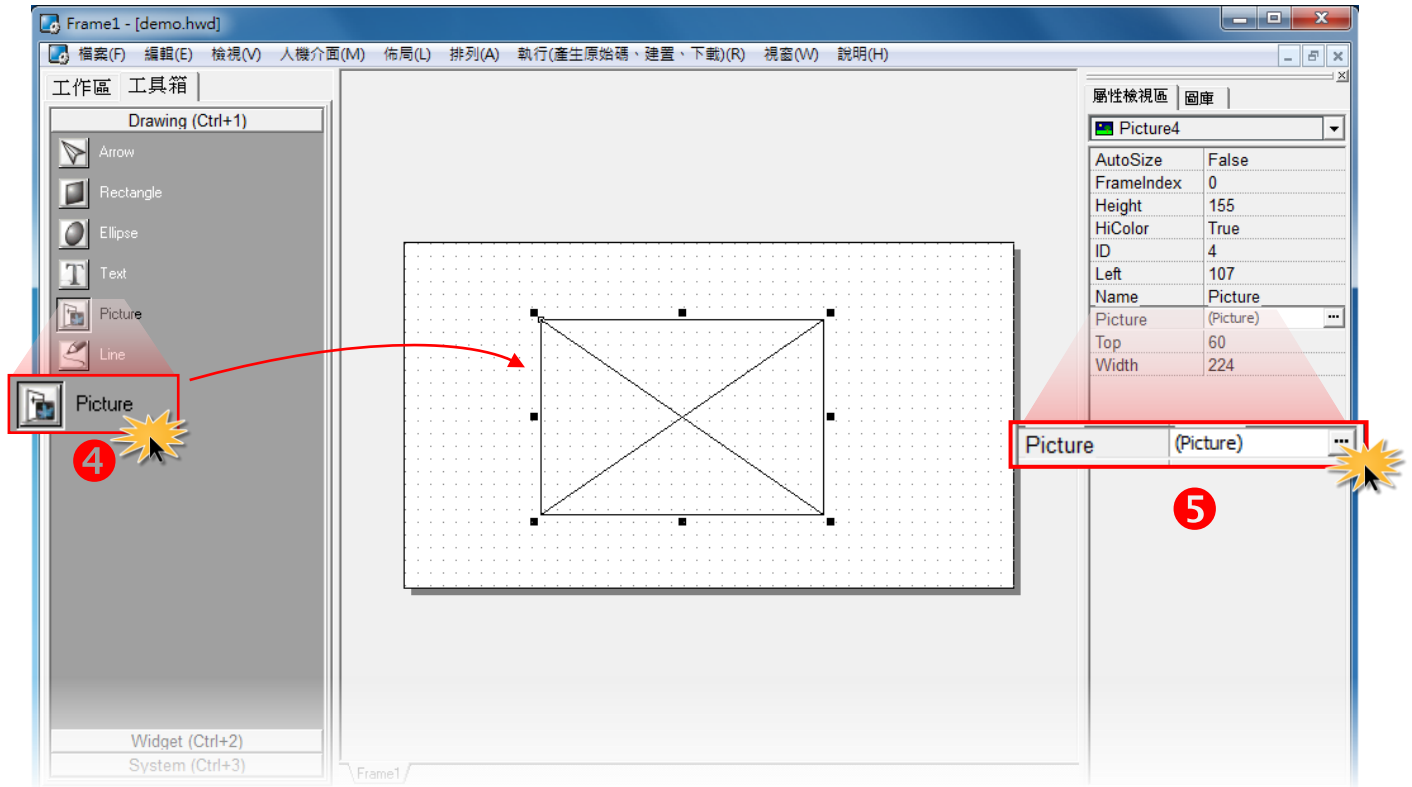 Frame1 - [demo.hwd]
檔案(F) 編輯(E) 檢視(V) 人機介面(M) 佈局(L) 排列(A) 執行(產生原始碼、建置、下載)(R) 視窗(W) 說明(H)
工作區 工具箱
Drawing (Ctrl+1)
Arrow
Rectangle
Ellipse
Text
Picture
Line
Picture
4
Widget (Ctrl+2)
System (Ctrl+3)
Frame1
屬性檢視區 圖庫
Picture4
AutoSize False
FrameIndex 0
Height 155
HiColor True
ID 4
Left 107
Name Picture
Picture (Picture) ...
Top 60
Width 224
Picture (Picture) ...
5